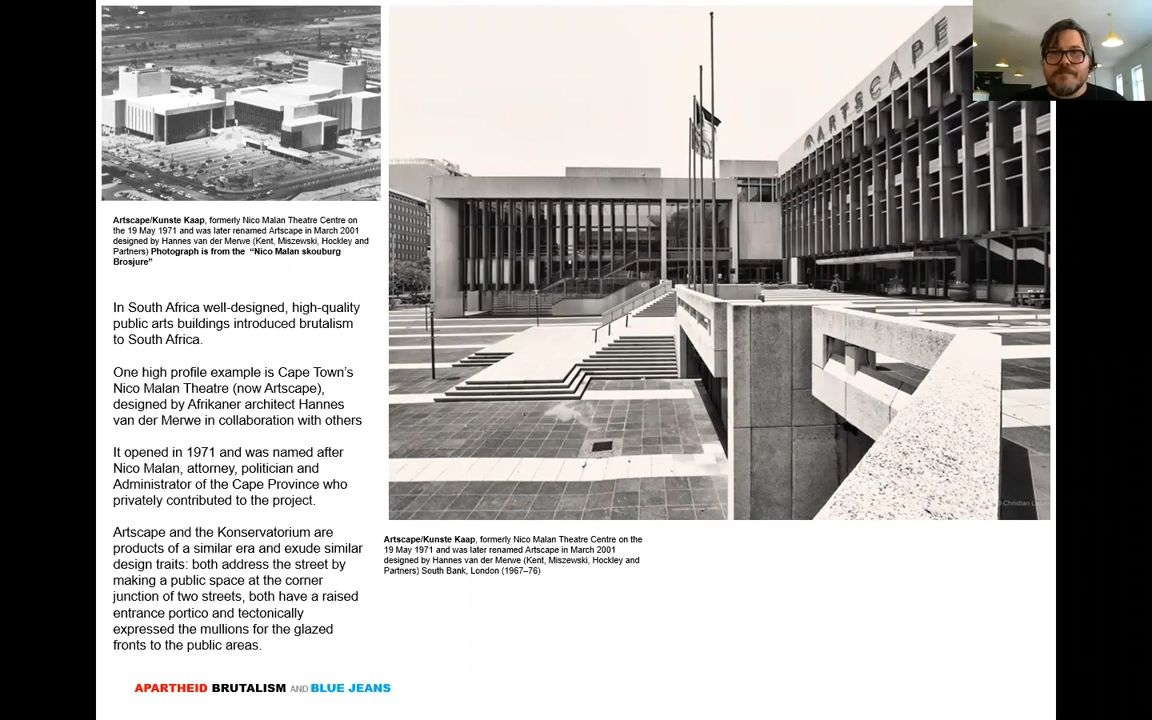 ARTSCAPE
Artscape/Kunste Kaap, formerly Nico Malan Theatre Centre on
the 19 May 1971 and was later renamed Artscape in March 2001
designed by Hannes van der Merwe (Kent, Miszewski, Hockley and
Partners) Photograph is from the "Nico Malan skouburg
Brosjure"
In South Africa well-designed, high-quality
public arts buildings introduced brutalism
to South Africa.
One high profile example is Cape Town's
Nico Malan Theatre (now Artscape),
designed by Afrikaner architect Hannes
van der Merwe in collaboration with others
It opened in 1971 and was named after
Nico Malan, attorney, politician and
Administrator of the Cape Province who
privately contributed to the project.
Artscape and the Konservatorium are
products of a similar era and exude similar
design traits: both address the street by
making a public space at the corner
junction of two streets, both have a raised
entrance portico and tectonically
expressed the mullions for the glazed
fronts to the public areas.
© Christian
Artscape/Kunste Kaap, formerly Nico Malan Theatre Centre on the
19 May 1971 and was later renamed Artscape in March 2001
designed by Hannes van der Merwe (Kent, Miszewski, Hockley and
Partners) South Bank, London (1967–76)
APARTHEID BRUTALISM AND BLUE JEANS